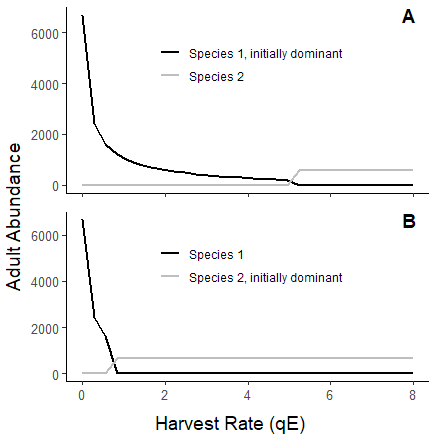 A
6000
4000
2000
0
Species 1, initially dominant
Species 2
Adult Abundance
B
6000
4000
2000
0
Species 1
Species 2, initially dominant
0 2 4 6 8
Harvest Rate (qE)